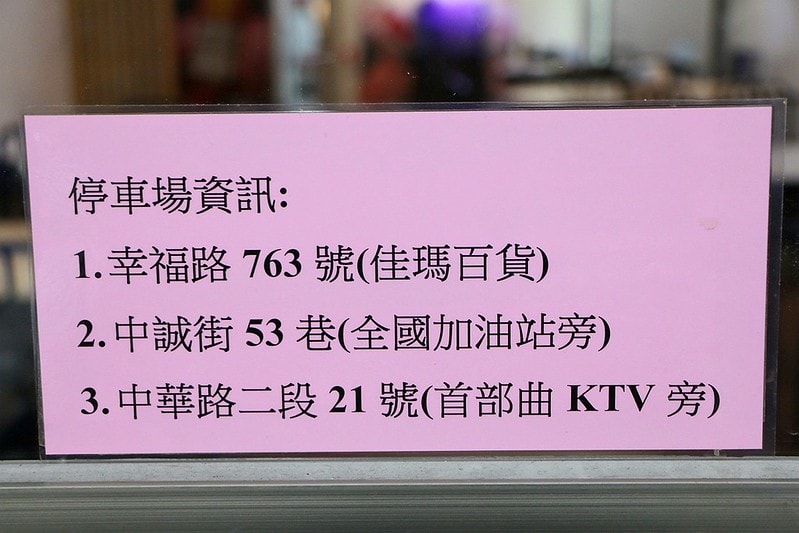 停車場資訊:
1.幸福路 763 號(佳瑪百貨)
2.中誠街 53 巷(全國加油站旁)
3.中華路二段 21 號(首部曲 KTV 旁)